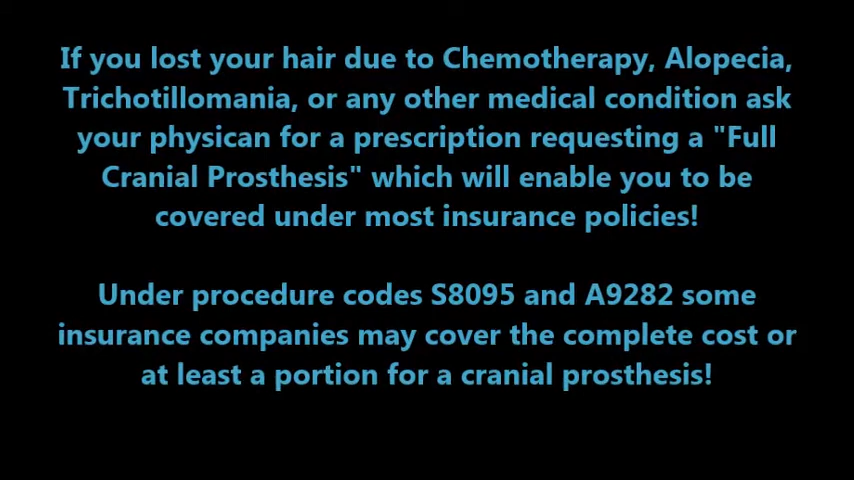 If you lost your hair due to Chemotherapy, Alopecia,
Trichotillomania, or any other medical condition ask
your physican for a prescription requesting a "Full
Cranial Prosthesis" which will enable you to be
covered under most insurance policies!
Under procedure codes S8095 and A9282 some
insurance companies may cover the complete cost or
at least a portion for a cranial prosthesis!